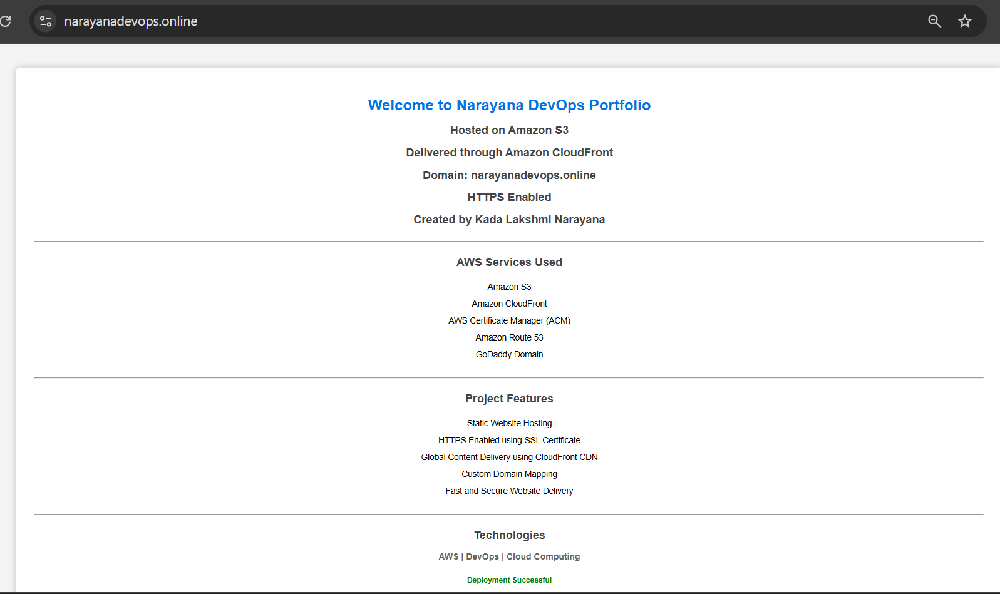 narayanadevops.online
Welcome to Narayana DevOps Portfolio
Hosted on Amazon S3
Delivered through Amazon CloudFront
Domain: narayanadevops.online
HTTPS Enabled
Created by Kada Lakshmi Narayana
AWS Services Used
Amazon S3
Amazon CloudFront
AWS Certificate Manager (ACM)
Amazon Route 53
GoDaddy Domain
Project Features
Static Website Hosting
HTTPS Enabled using SSL Certificate
Global Content Delivery using CloudFront CDN
Custom Domain Mapping
Fast and Secure Website Delivery
Technologies
AWS | DevOps | Cloud Computing
Deployment Successful